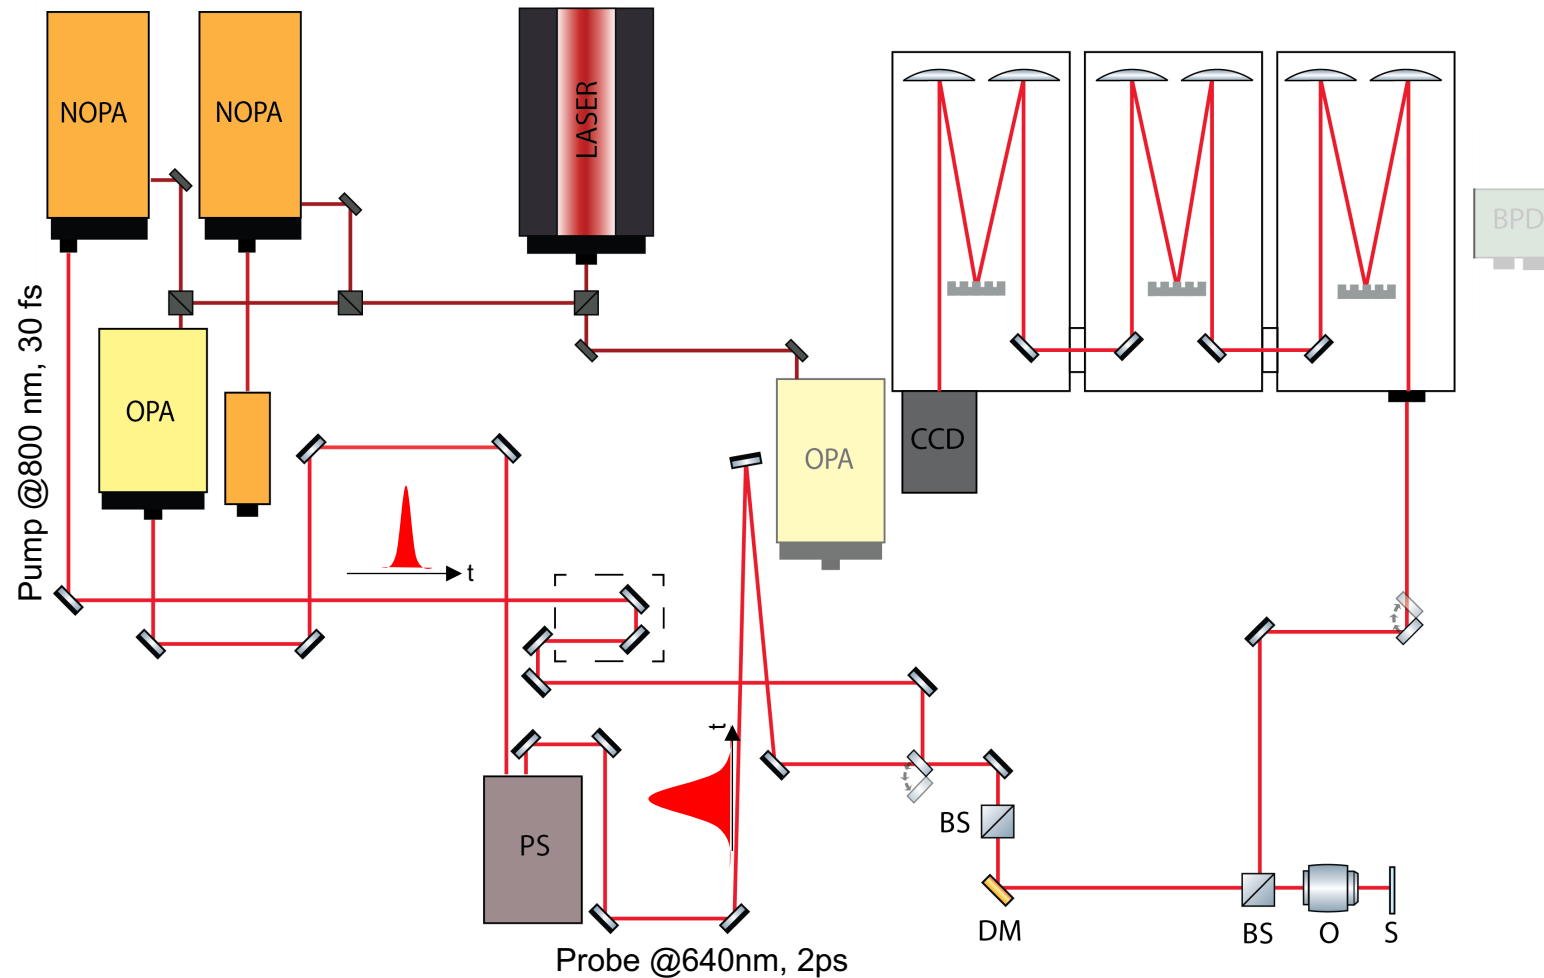 NOPA
NOPA
LASER
BPD
Pump @800 nm, 30 fs
OPA
OPA
CCD
t
t
BS
PS
DM
BS
O
S
Probe @640nm, 2ps